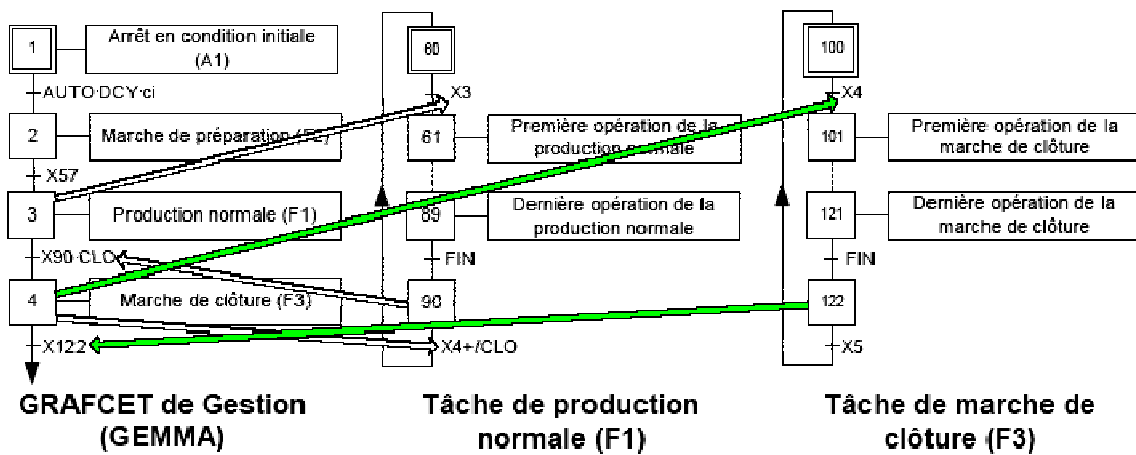 1
Arrêt en condition initiale
(A1)
AUTO·DCY·ci
2
Marche de préparation (F2)
X57
3
Production normale (F1)
X90·CLO
4
Marche de clôture (F3)
X122
GRAFCET de Gestion
(GEMMA)
60
X3
61
Première opération de la
production normale
89
Dernière opération de la
production normale
FIN
90
X4+/CLO
Tâche de production
normale (F1)
100
X4
101
Première opération de la
marche de clôture
121
Dernière opération de la
marche de clôture
FIN
122
X5
Tâche de marche de
clôture (F3)